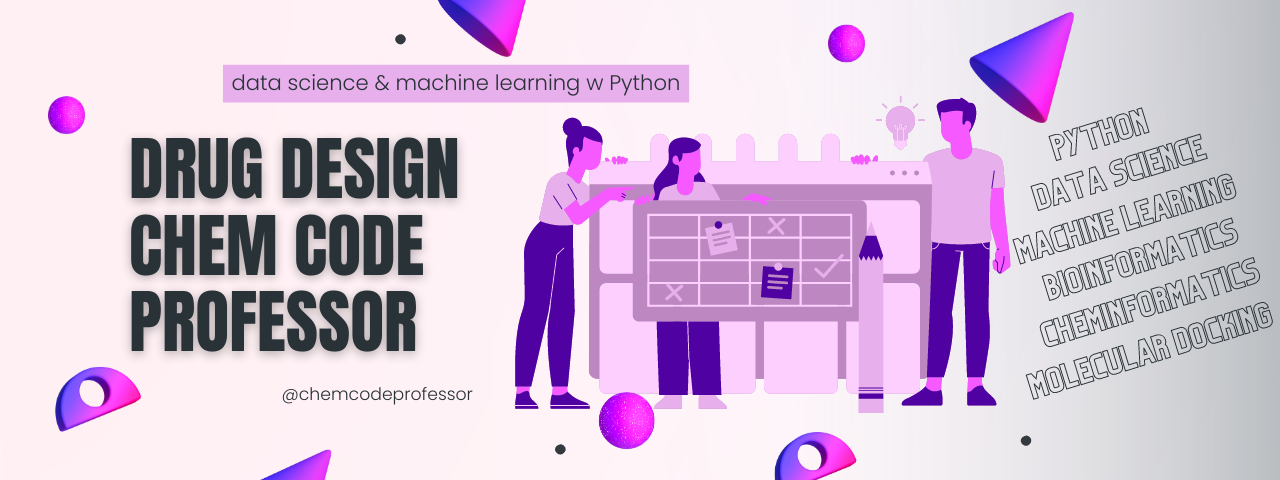 data science & machine learning w Python
DRUG DESIGN
CHEM CODE
PROFESSOR
@chemcodeprofessor
PYTHON
DATA SCIENCE
MACHINE LEARNING
BIOINFORMATICS
CHEMINFORMATICS
MOLECULAR DOCKING